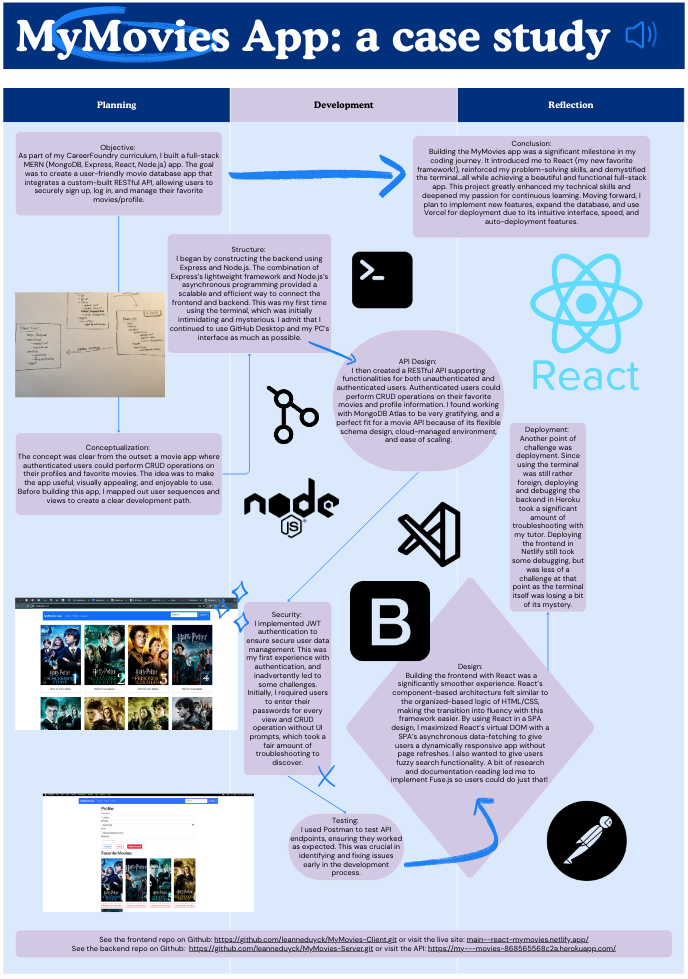 MyMovies App: a case study
Planning
Development
Reflection
Objective:
As part of my CareerFoundry curriculum, I built a full-stack
MERN (MongoDB, Express, React, Node.js) app. The goal
was to create a user-friendly movie database app that
integrates a custom-built RESTful API, allowing users to
securely sign up, log in, and manage their favorite
movies/profile.
Conceptualization:
The concept was clear from the outset: a movie app where
authenticated users could perform CRUD operations on
their profiles and favorite movies. The idea was to make
the app useful, visually appealing, and enjoyable to use.
Before building this app, I mapped out user sequences and
views to create a clear development path.
Structure:
I began by constructing the backend using
Express and Node.js. The combination of
Express's lightweight framework and Node.js's
asynchronous programming provided a
scalable and efficient way to connect the
frontend and backend. This was my first time
using the terminal, which was initially
intimidating and mysterious. I admit that I
continued to use GitHub Desktop and my PC's
interface as much as possible.
API Design:
I then created a RESTful API supporting
functionalities for both unauthenticated and
authenticated users. Authenticated users could
perform CRUD operations on their favorite
movies and profile information. I found working
with MongoDB Atlas to be very gratifying, and a
perfect fit for a movie API because of its flexible
schema design, cloud-managed environment,
and ease of scaling.
node
JS
Security:
I implemented JWT
authentication to
ensure secure user data
management. This was
my first experience with
authentication, and
inadvertently led to
some challenges.
Initially, I required users
to enter their
passwords for every
view and CRUD
operation without UI
prompts, which took a
fair amount of
troubleshooting to
discover.
Testing:
I used Postman to test API
endpoints, ensuring they worked
as expected. This was crucial in
identifying and fixing issues
early in the development
process.
B
Design:
Building the frontend with React was a
significantly smoother experience. React's
component-based architecture felt similar to
the organized-based logic of HTML/CSS,
making the transition into fluency with this
framework easier. By using React in a SPA
design, I maximized React's virtual DOM with a
SPA's asynchronous data-fetching to give
users a dynamically responsive app without
page refreshes. I also wanted to give users
fuzzy search functionality. A bit of research
and documentation reading led me to
implement Fuse.js so users could do just that!
Conclusion:
Building the MyMovies app was a significant milestone in my
coding journey. It introduced me to React (my new favorite
framework!), reinforced my problem-solving skills, and demystified
the terminal...all while achieving a beautiful and functional full-stack
app. This project greatly enhanced my technical skills and
deepened my passion for continuous learning. Moving forward, I
plan to implement new features, expand the database, and use
Vercel for deployment due to its intuitive interface, speed, and
auto-deployment features.
React
Deployment:
Another point of
challenge was
deployment. Since
using the terminal
was still rather
foreign, deploying
and debugging the
backend in Heroku
took a significant
amount of
troubleshooting with
my tutor. Deploying
the frontend in
Netlify still took
some debugging, but
was less of a
challenge at that
point as the terminal
itself was losing a bit
of its mystery.
Profile
Favorite Movies:
See the frontend repo on Github: https://github.com/leanneduyck/MyMovies-Client.git or visit the live site: main--react-mymovies.netlify.app/
See the backend repo on Github: https://github.com/leanneduyck/MyMovies-Server.git or visit the API: https://my---movies-868565568c2a.herokuapp.com/